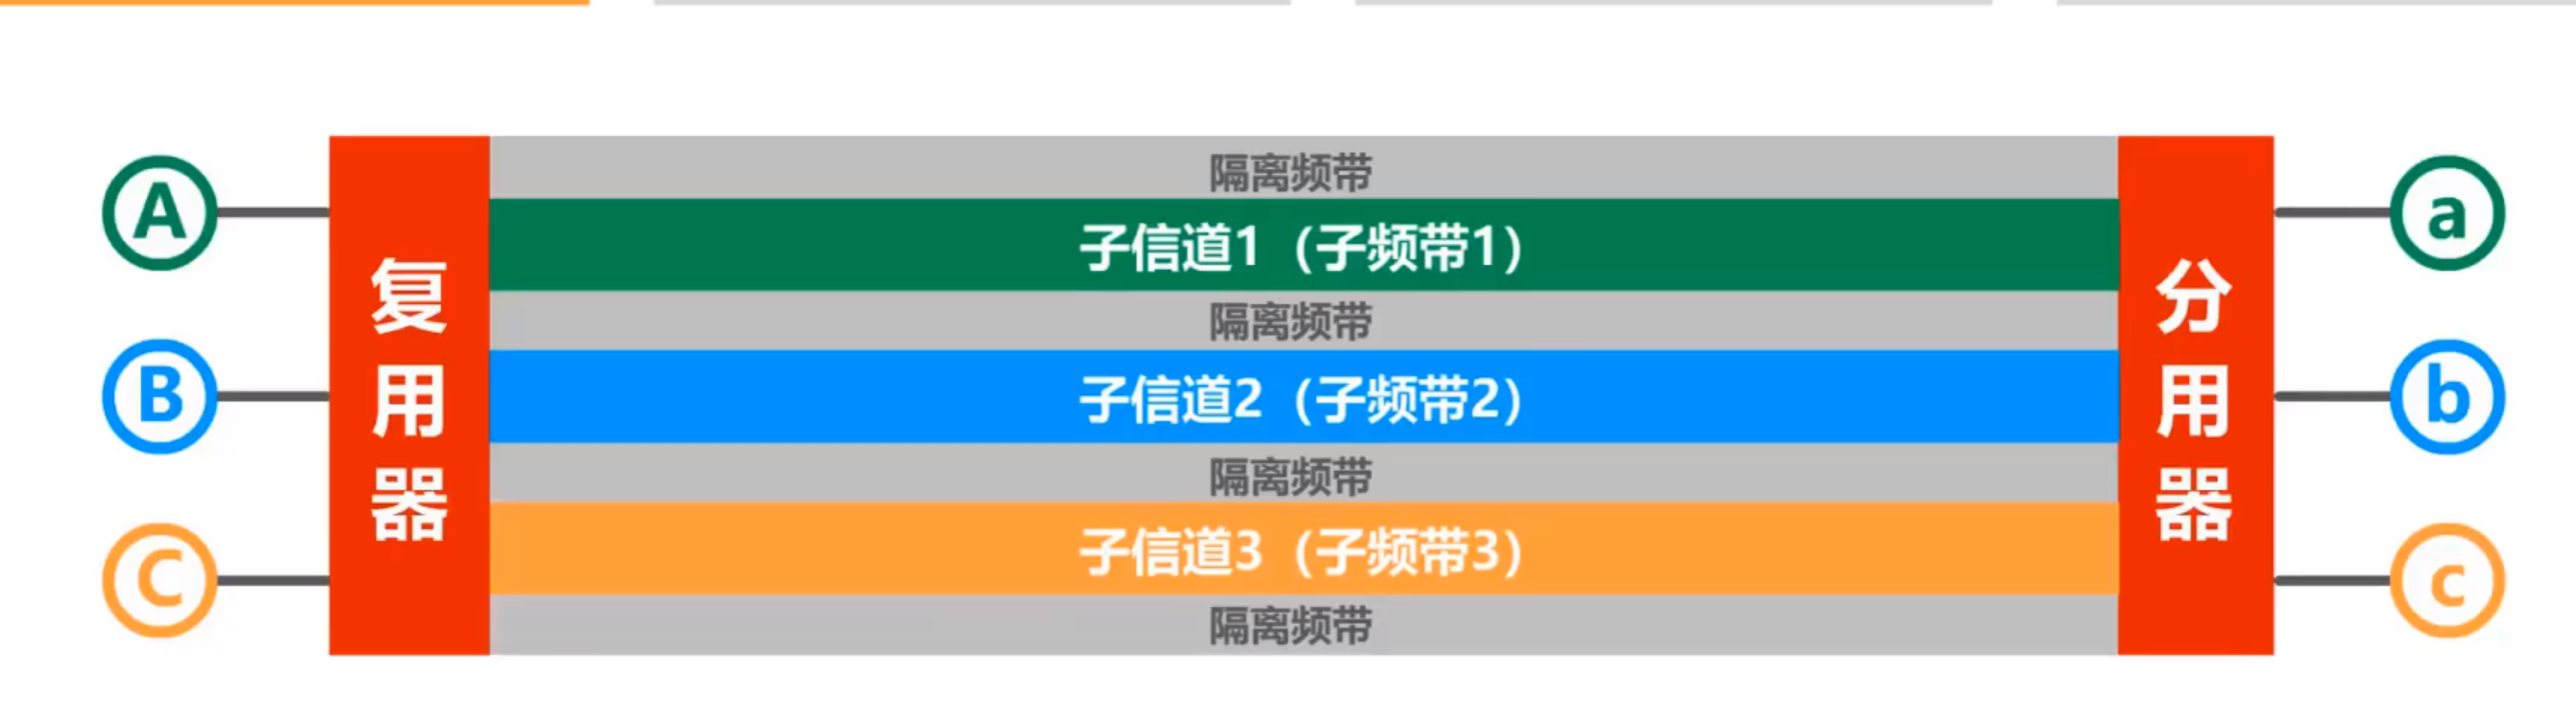 A
B
C
复用器
隔离频带
子信道1（子频带1）
隔离频带
子信道2（子频带2）
隔离频带
子信道3（子频带3）
隔离频带
分用器
a
b
c